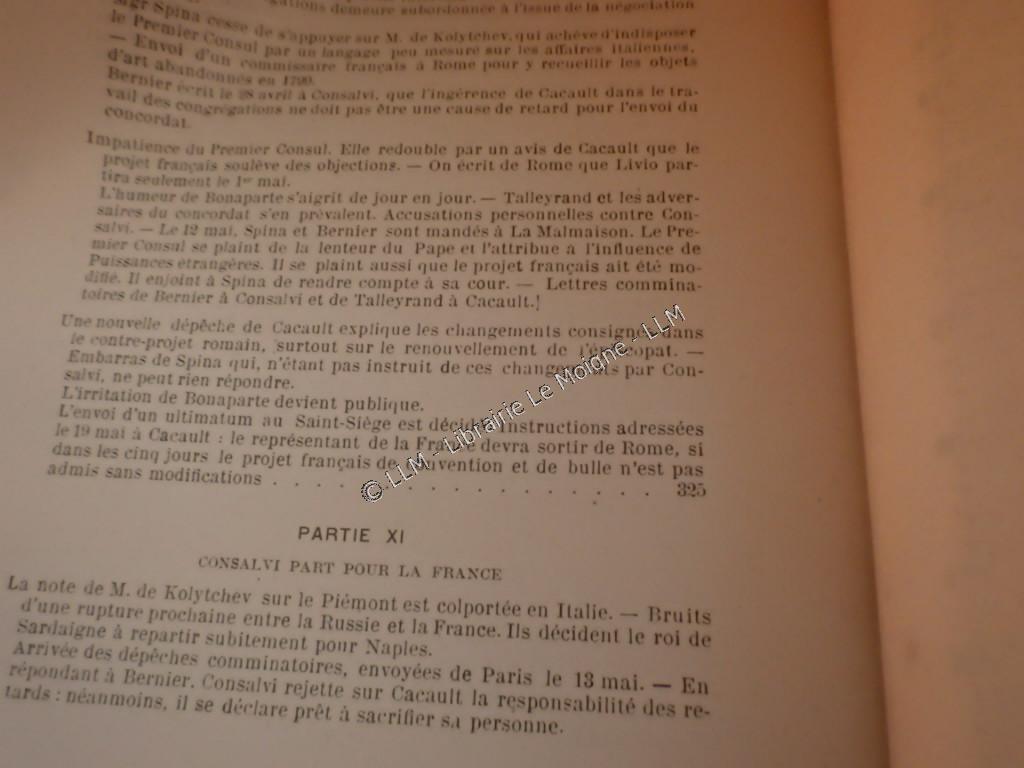 gations demeure subordonnée à l'issue de la négociation
Mgr Spina cesse de s'appuyer sur M. de Kolytchev, qui achève d'indisposer
le Premier Consul par un langage peu mesuré sur les affaires italiennes.
— Envoi d'un commissaire français à Rome pour y recueillir les objets
d'art abandonnés en 1799.
Bernier écrit le 28 avril à Consalvi, que l'ingérence de Cacault dans le tra-
vail des congrégations ne doit pas être une cause de retard pour l'envoi du
concordat.
Impatience du Premier Consul. Elle redouble par un avis de Cacault que le
projet français soulève des objections. — On écrit de Rome que Livio par-
tira seulement le 1er mai.
L'humeur de Bonaparte s'aigrit de jour en jour. — Talleyrand et les adver-
saires du concordat s'en prévalent. Accusations personnelles contre Con-
salvi. — Le 12 mai, Spina et Bernier sont mandés à La Malmaison. Le Pre-
mier Consul se plaint de la lenteur du Pape et l'attribue à l'influence de
Puissances étrangères. Il se plaint aussi que le projet français ait été mo-
difié. Il enjoint à Spina de rendre compte à sa cour. — Lettres commina-
toires de Bernier à Consalvi et de Talleyrand à Cacault.
Une nouvelle dépêche de Cacault explique les changements consignés dans
le contre-projet romain, surtout sur le renouvellement de l'épiscopat. —
Embarras de Spina qui, n'étant pas instruit de ces changements par Con-
salvi, ne peut rien répondre.
L'irritation de Bonaparte devient publique.
L'envoi d'un ultimatum au Saint-Siège est décidé. Instructions adressées
le 19 mai à Cacault : le représentant de la France devra sortir de Rome, si
dans les cinq jours le projet français de convention et de bulle n'est pas
admis sans modifications . . . . . . . . . . . . . . . . . . 325
PARTIE XI
CONSALVI PART POUR LA FRANCE
La note de M. de Kolytchev sur le Piémont est colportée en Italie. — Bruits
d'une rupture prochaine entre la Russie et la France. Ils décident le roi de
Sardaigne à repartir subitement pour Naples.
Arrivée des dépêches comminatoires, envoyées de Paris le 13 mai. — En
répondant à Bernier. Consalvi rejette sur Cacault la responsabilité des re-
tards : néanmoins, il se déclare prêt à sacrifier sa personne.
© LLM - Librairie Le Moigne - LLM